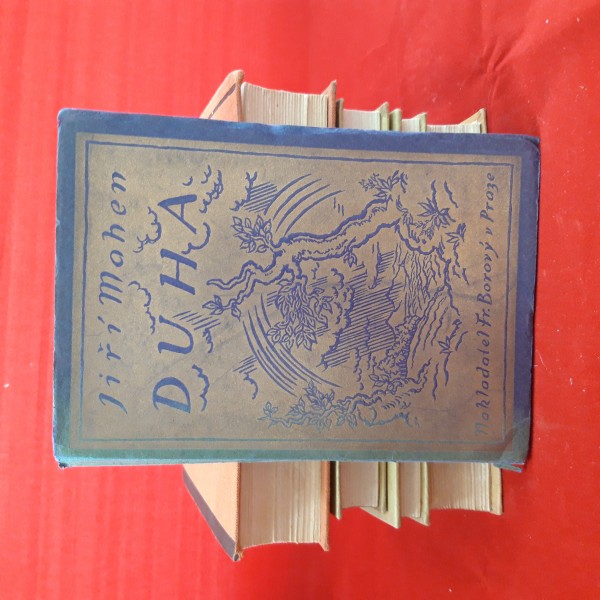 Jiří Mahen
DUHA
Nakladatel Fr. Borový v Praze